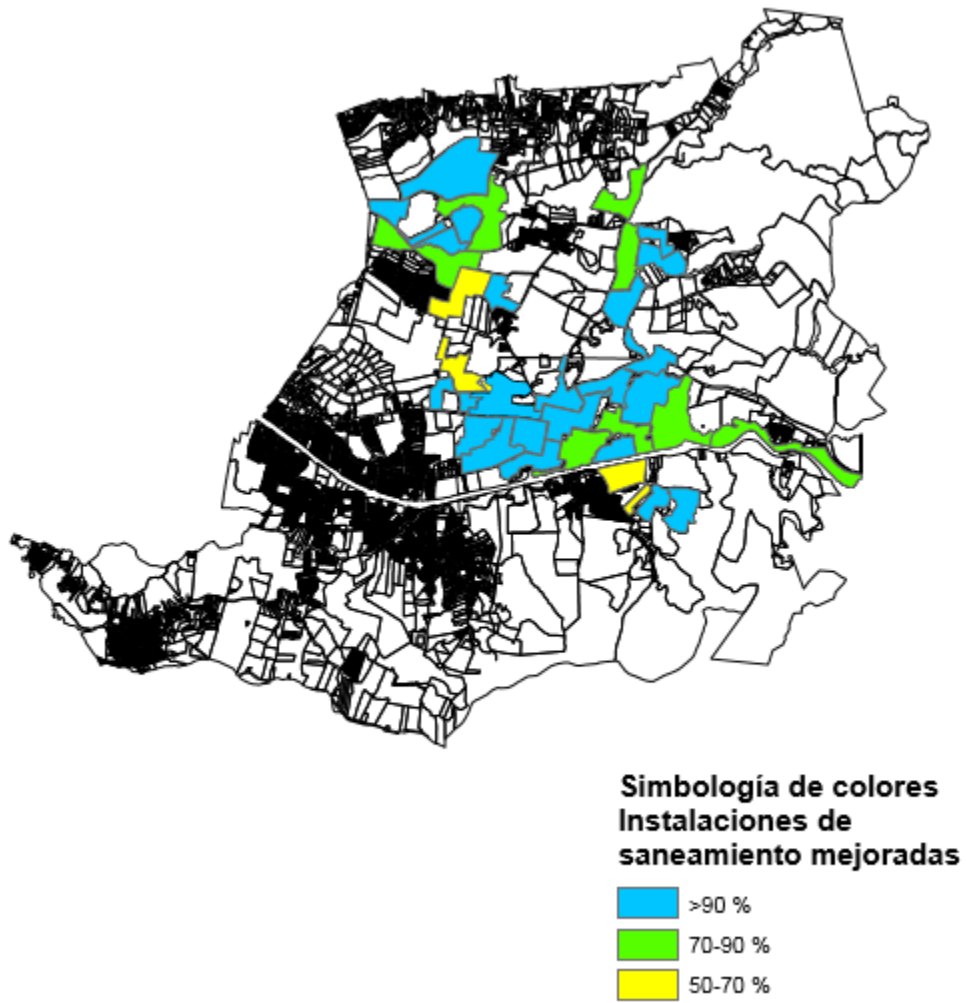 Simbología de colores
Instalaciones de
saneamiento mejoradas
>90 %
70-90 %
50-70 %